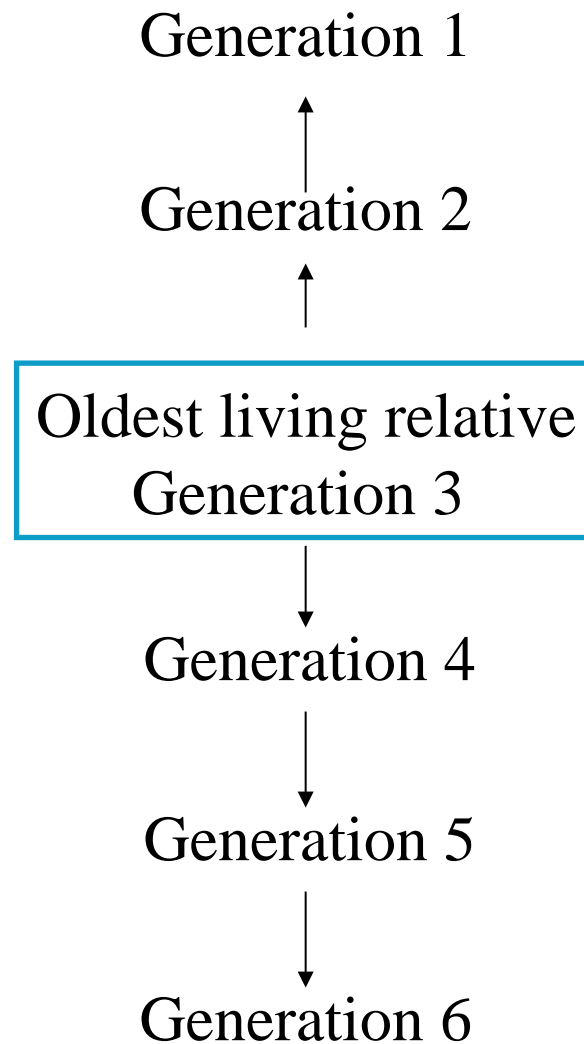 Generation 1
Generation 2
Oldest living relative
Generation 3
Generation 4
Generation 5
Generation 6